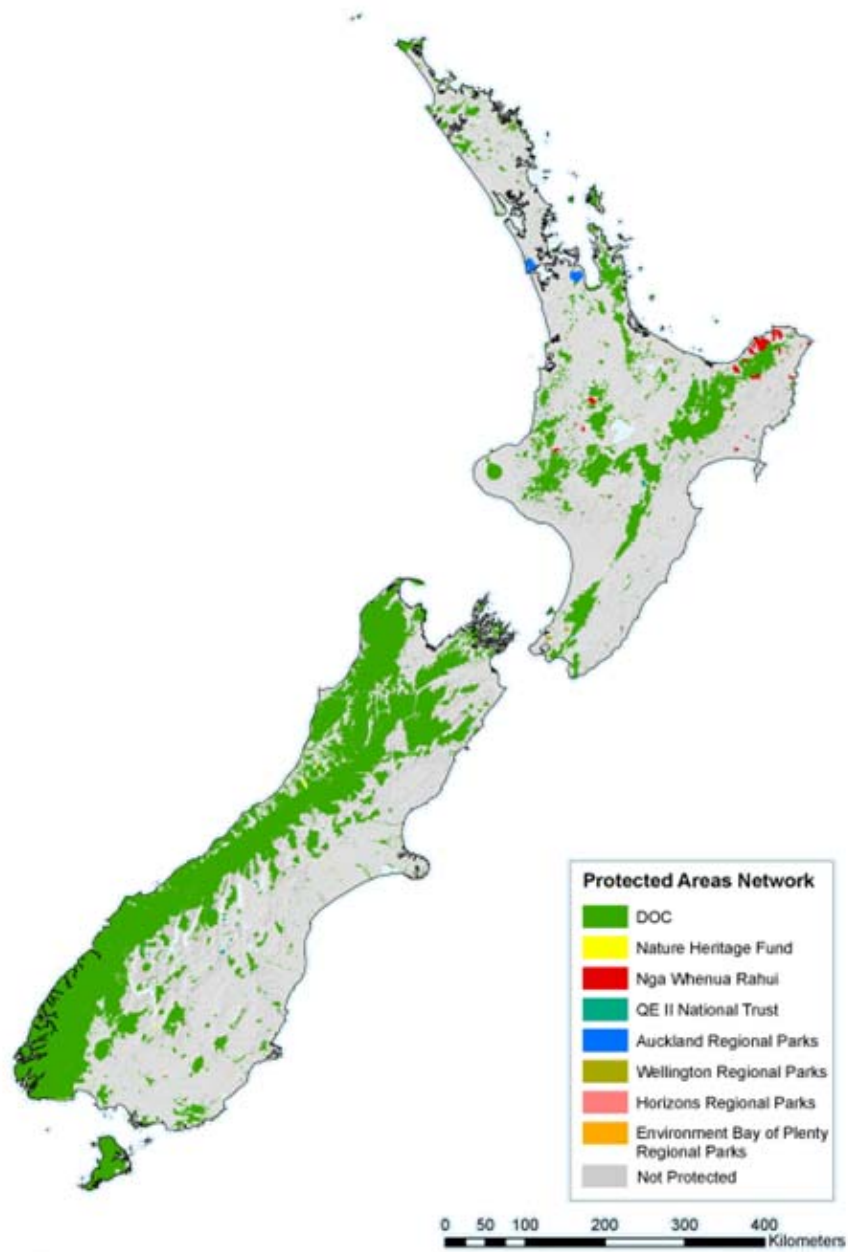 Protected Areas Network
DOC
Nature Heritage Fund
Nga Whenua Rahui
QE II National Trust
Auckland Regional Parks
Wellington Regional Parks
Horizons Regional Parks
Environment Bay of Plenty
Regional Parks
Not Protected
0 50 100 200 300 400
Kilometers